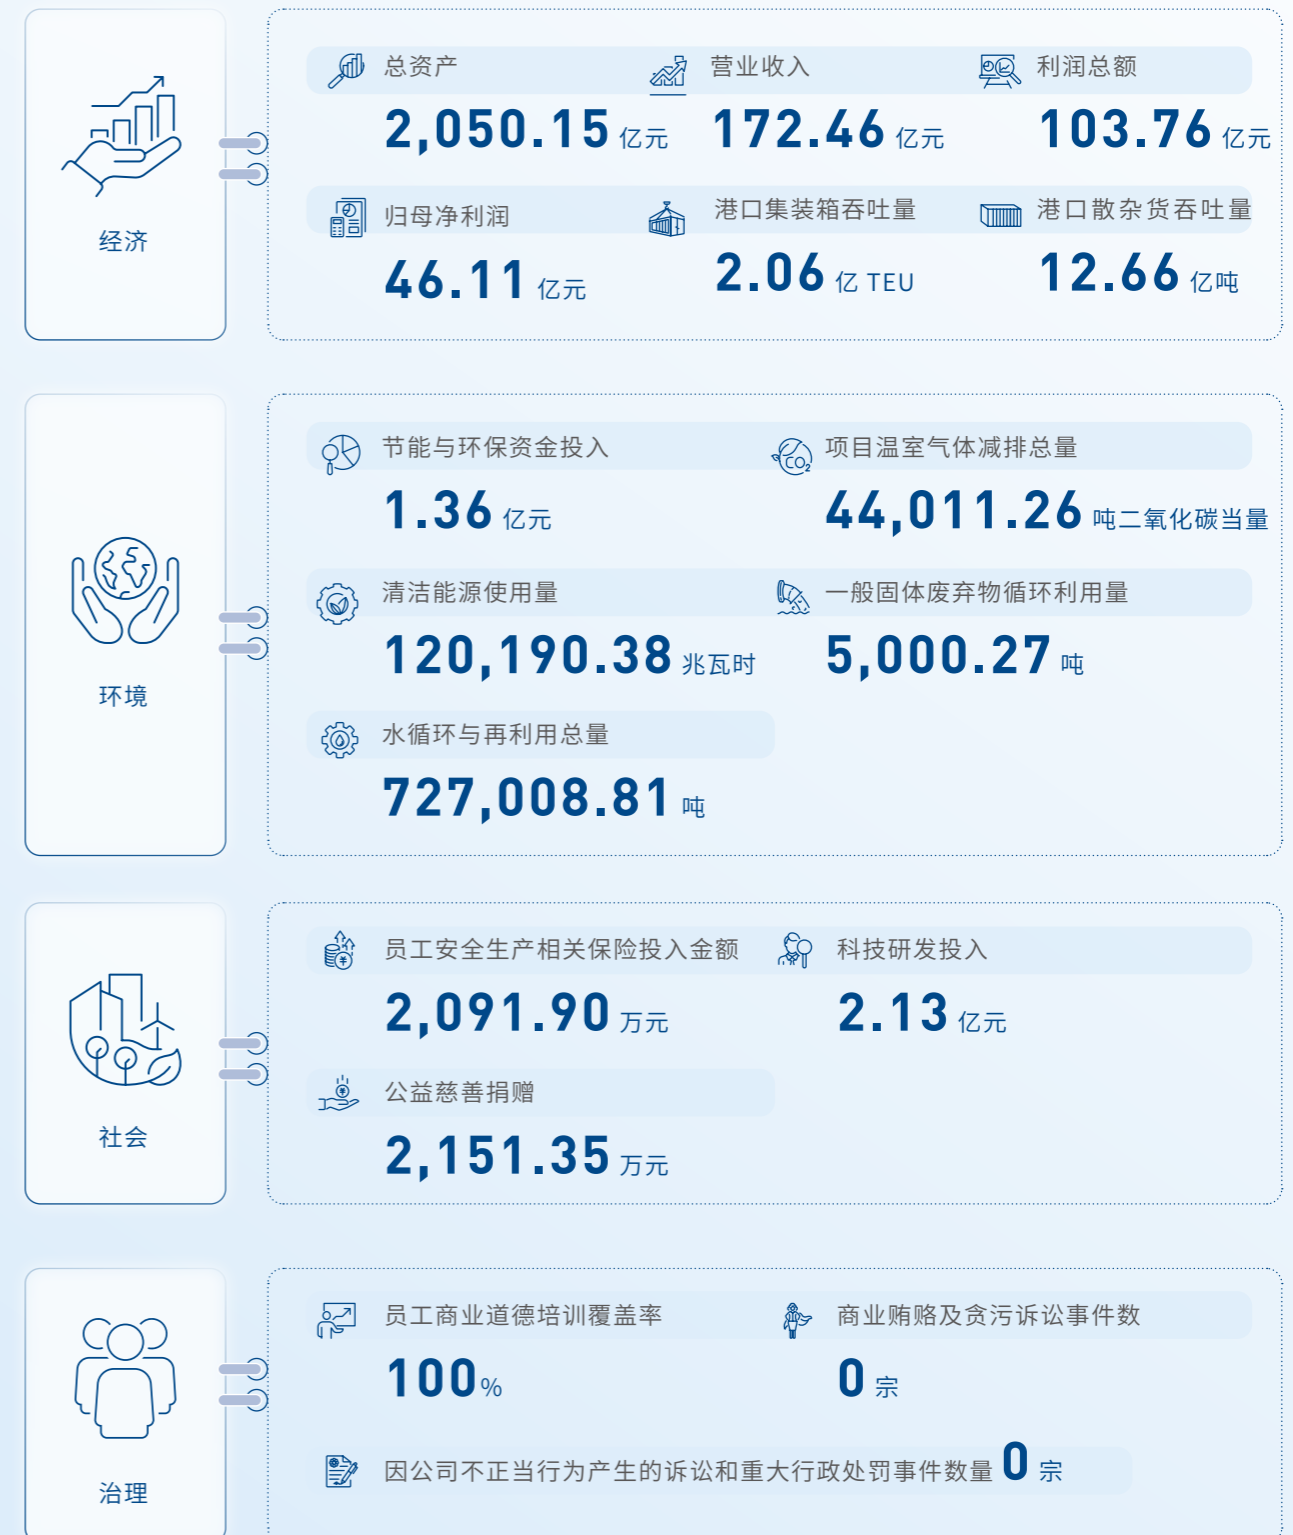 经济
总资产
2,050.15 亿元
营业收入
172.46 亿元
利润总额
103.76 亿元
归母净利润
46.11 亿元
港口集装箱吞吐量
2.06 亿 TEU
港口散杂货吞吐量
12.66 亿吨
环境
节能与环保资金投入
1.36 亿元
项目温室气体减排总量
44,011.26 吨二氧化碳当量
CO2
清洁能源使用量
120,190.38 兆瓦时
一般固体废弃物循环利用量
5,000.27 吨
水循环与再利用总量
727,008.81 吨
社会
员工安全生产相关保险投入金额
2,091.90 万元
科技研发投入
2.13 亿元
公益慈善捐赠
2,151.35 万元
治理
员工商业道德培训覆盖率
100%
商业贿赂及贪污诉讼事件数
0 宗
因公司不正当行为产生的诉讼和重大行政处罚事件数量 0 宗